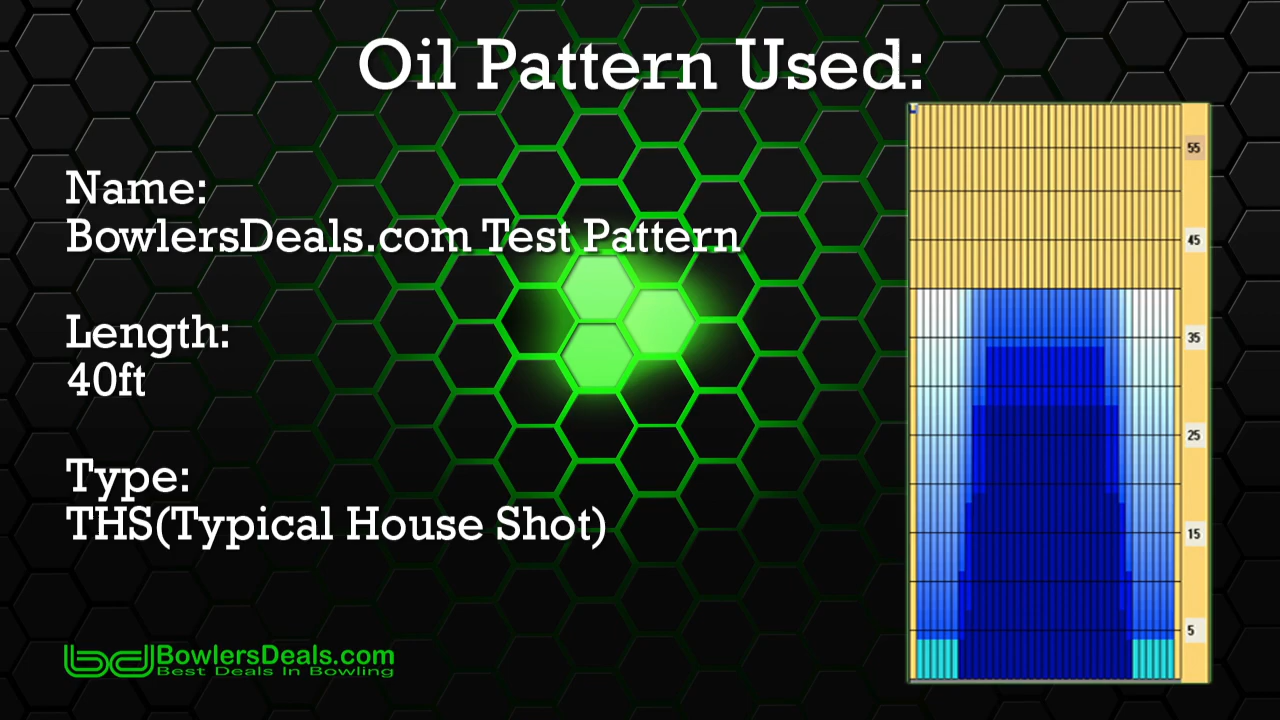 Oil Pattern Used:
Name:
BowlersDeals.com Test Pattern
Length:
40ft
Type:
THS(Typical House Shot)
bd BowlersDeals.com
Best Deals In Bowling
55
45
35
25
15
5